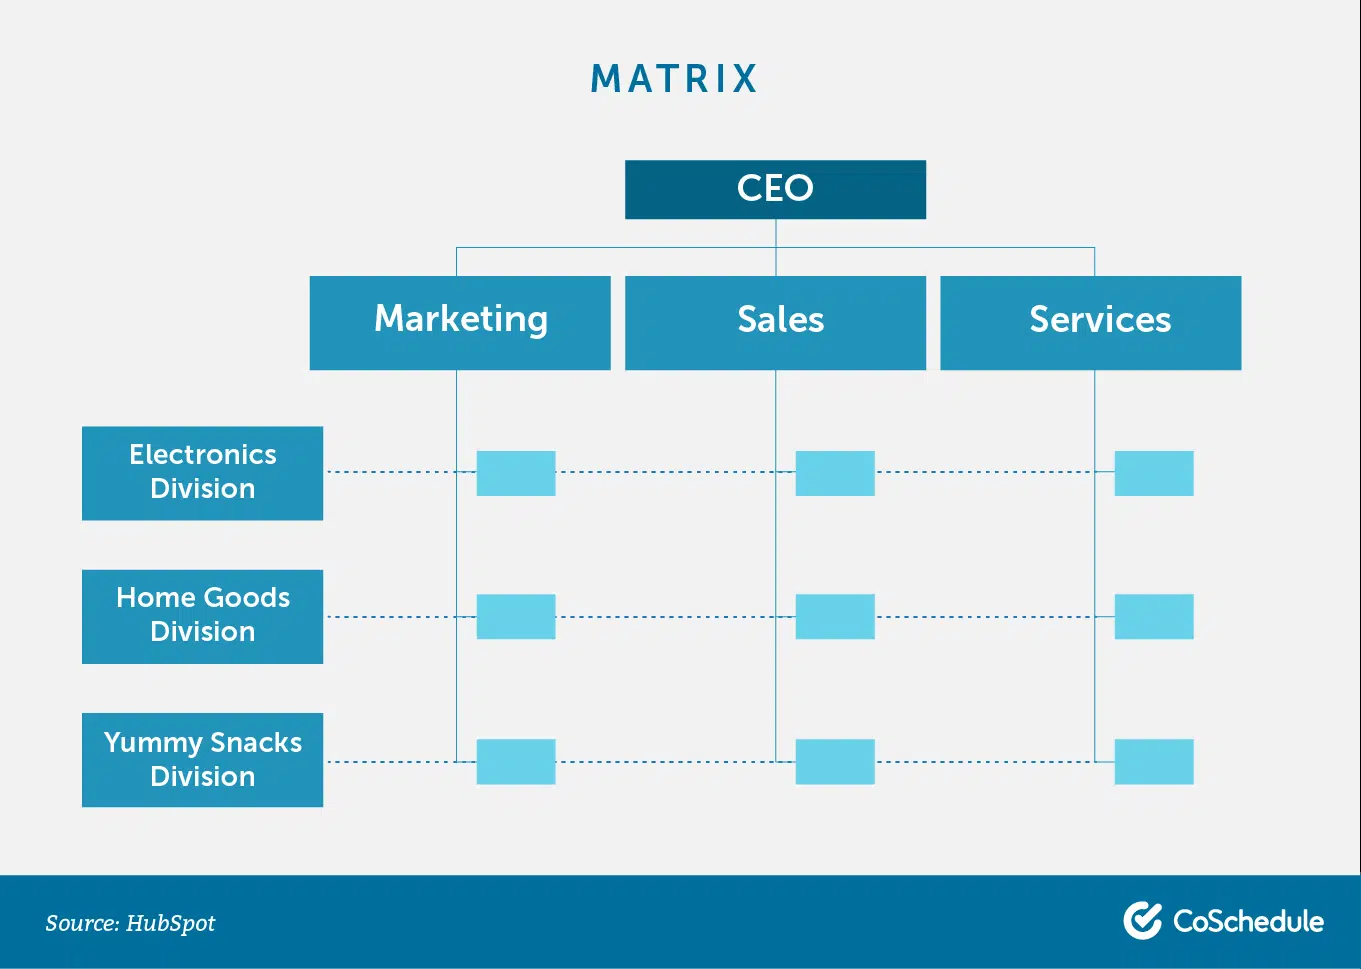 MATRIX
CEO
Marketing
Sales
Services
Electronics
Division
Home Goods
Division
Yummy Snacks
Division
Source: HubSpot
CoSchedule